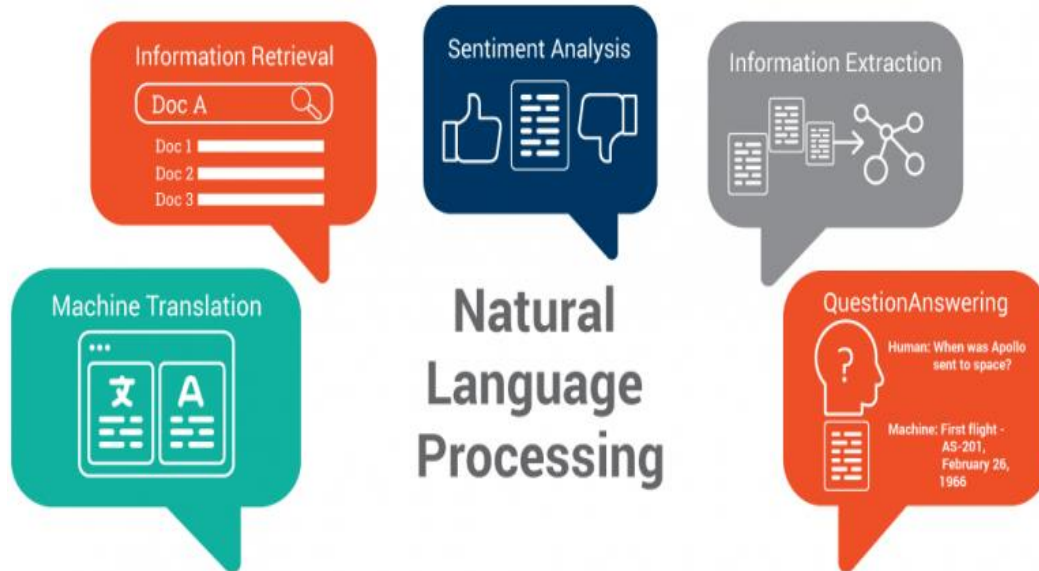 Information Retrieval
Doc A
Doc 1
Doc 2
Doc 3
Sentiment Analysis
Information Extraction
Machine Translation
文 A
Natural
Language
Processing
QuestionAnswering
?
Human: When was Apollo
sent to space?
Machine: First flight -
AS-201,
February 26,
1966